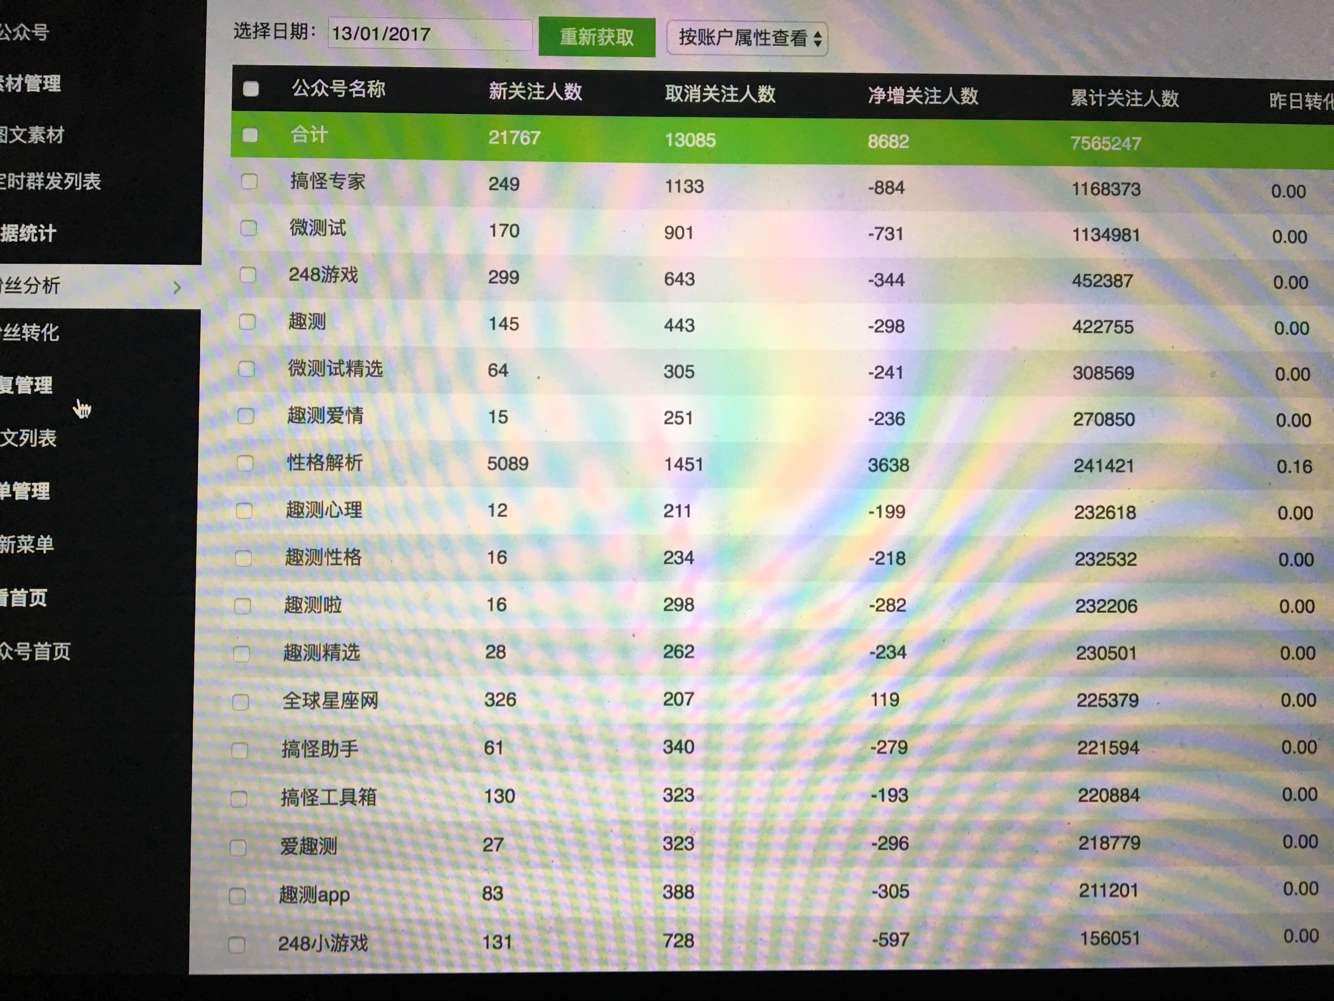 公众号
素材管理
图文素材
定时群发列表
据统计
丝分析
丝转化
复管理
文列表
单管理
新菜单
看首页
众号首页
选择日期： 13/01/2017 重新获取 按账户属性查看
公众号名称 新关注人数 取消关注人数 净增关注人数 累计关注人数 昨日转化
合计 21767 13085 8682 7565247
搞怪专家 249 1133 -884 1168373 0.00
微测试 170 901 -731 1134981 0.00
248游戏 299 643 -344 452387 0.00
趣测 145 443 -298 422755 0.00
微测试精选 64 305 -241 308569 0.00
趣测爱情 15 251 -236 270850 0.00
性格解析 5089 1451 3638 241421 0.16
趣测心理 12 211 -199 232618 0.00
趣测性格 16 234 -218 232532 0.00
趣测啦 16 298 -282 232206 0.00
趣测精选 28 262 -234 230501 0.00
全球星座网 326 207 119 225379 0.00
搞怪助手 61 340 -279 221594 0.00
搞怪工具箱 130 323 -193 220884 0.00
爱趣测 27 323 -296 218779 0.00
趣测app 83 388 -305 211201 0.00
248小游戏 131 728 -597 156051 0.00